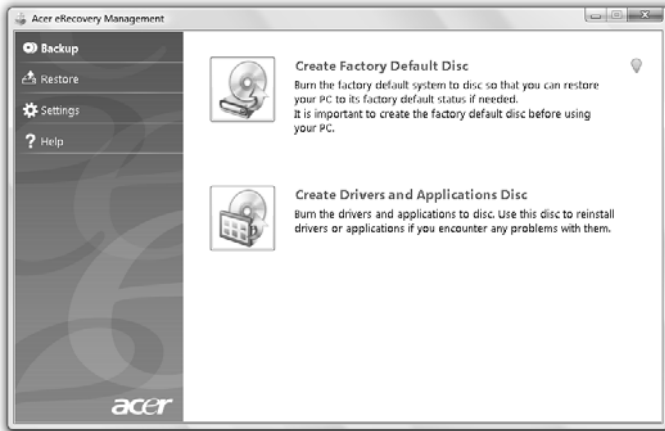 Acer eRecovery Management
Backup
Restore
Settings
? Help
Create Factory Default Disc
Burn the factory default system to disc so that you can restore
your PC to its factory default status if needed.
It is important to create the factory default disc before using
your PC.
Create Drivers and Applications Disc
Burn the drivers and applications to disc. Use this disc to reinstall
drivers or applications if you encounter any problems with them.
acer